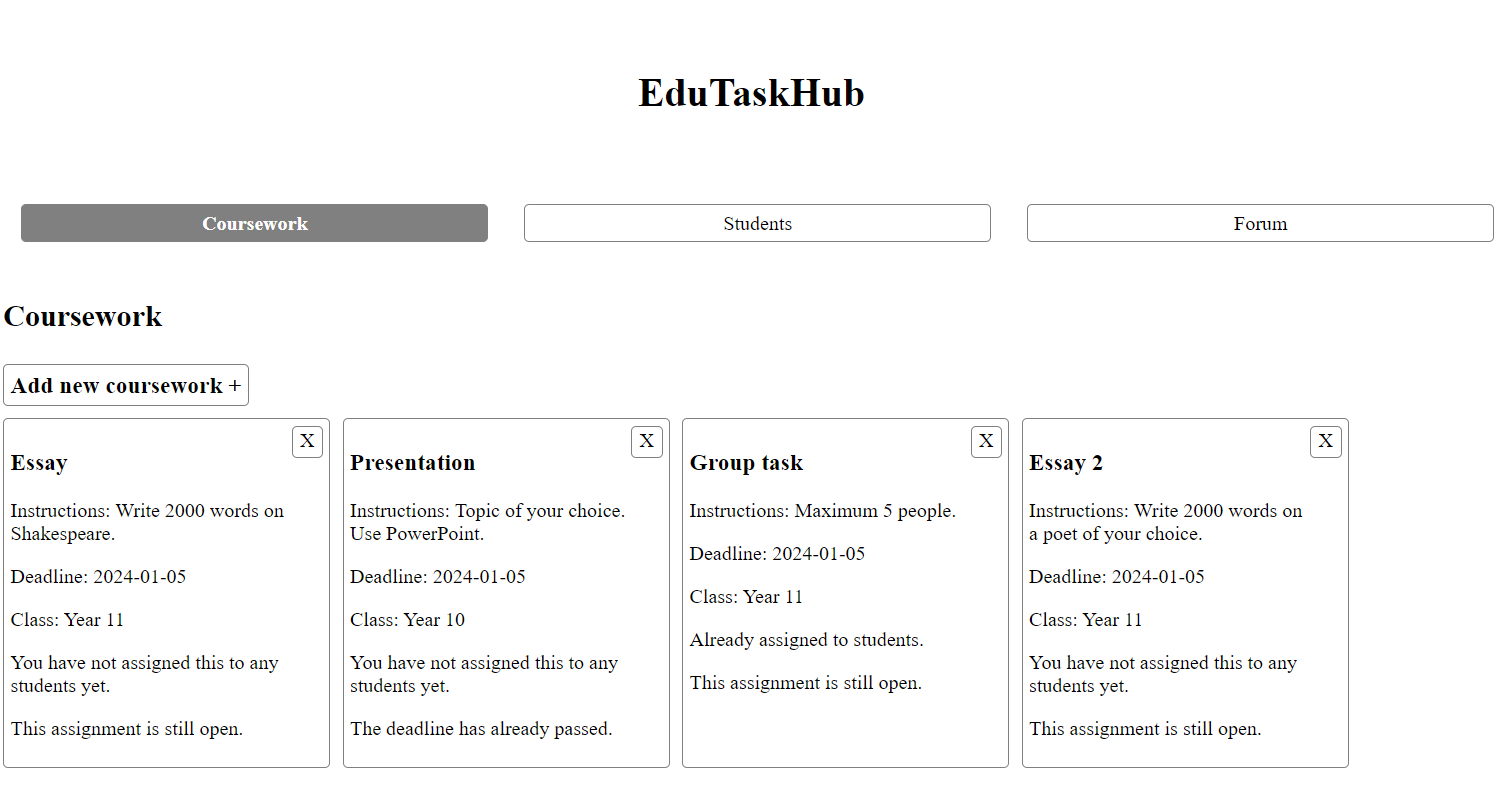 EduTaskHub
Coursework
Students
Forum
Coursework
Add new coursework +
X
Essay
Instructions: Write 2000 words on
Shakespeare.
Deadline: 2024-01-05
Class: Year 11
You have not assigned this to any
students yet.
This assignment is still open.
X
Presentation
Instructions: Topic of your choice.
Use PowerPoint.
Deadline: 2024-01-05
Class: Year 10
You have not assigned this to any
students yet.
The deadline has already passed.
X
Group task
Instructions: Maximum 5 people.
Deadline: 2024-01-05
Class: Year 11
Already assigned to students.
This assignment is still open.
X
Essay 2
Instructions: Write 2000 words on
a poet of your choice.
Deadline: 2024-01-05
Class: Year 11
You have not assigned this to any
students yet.
This assignment is still open.